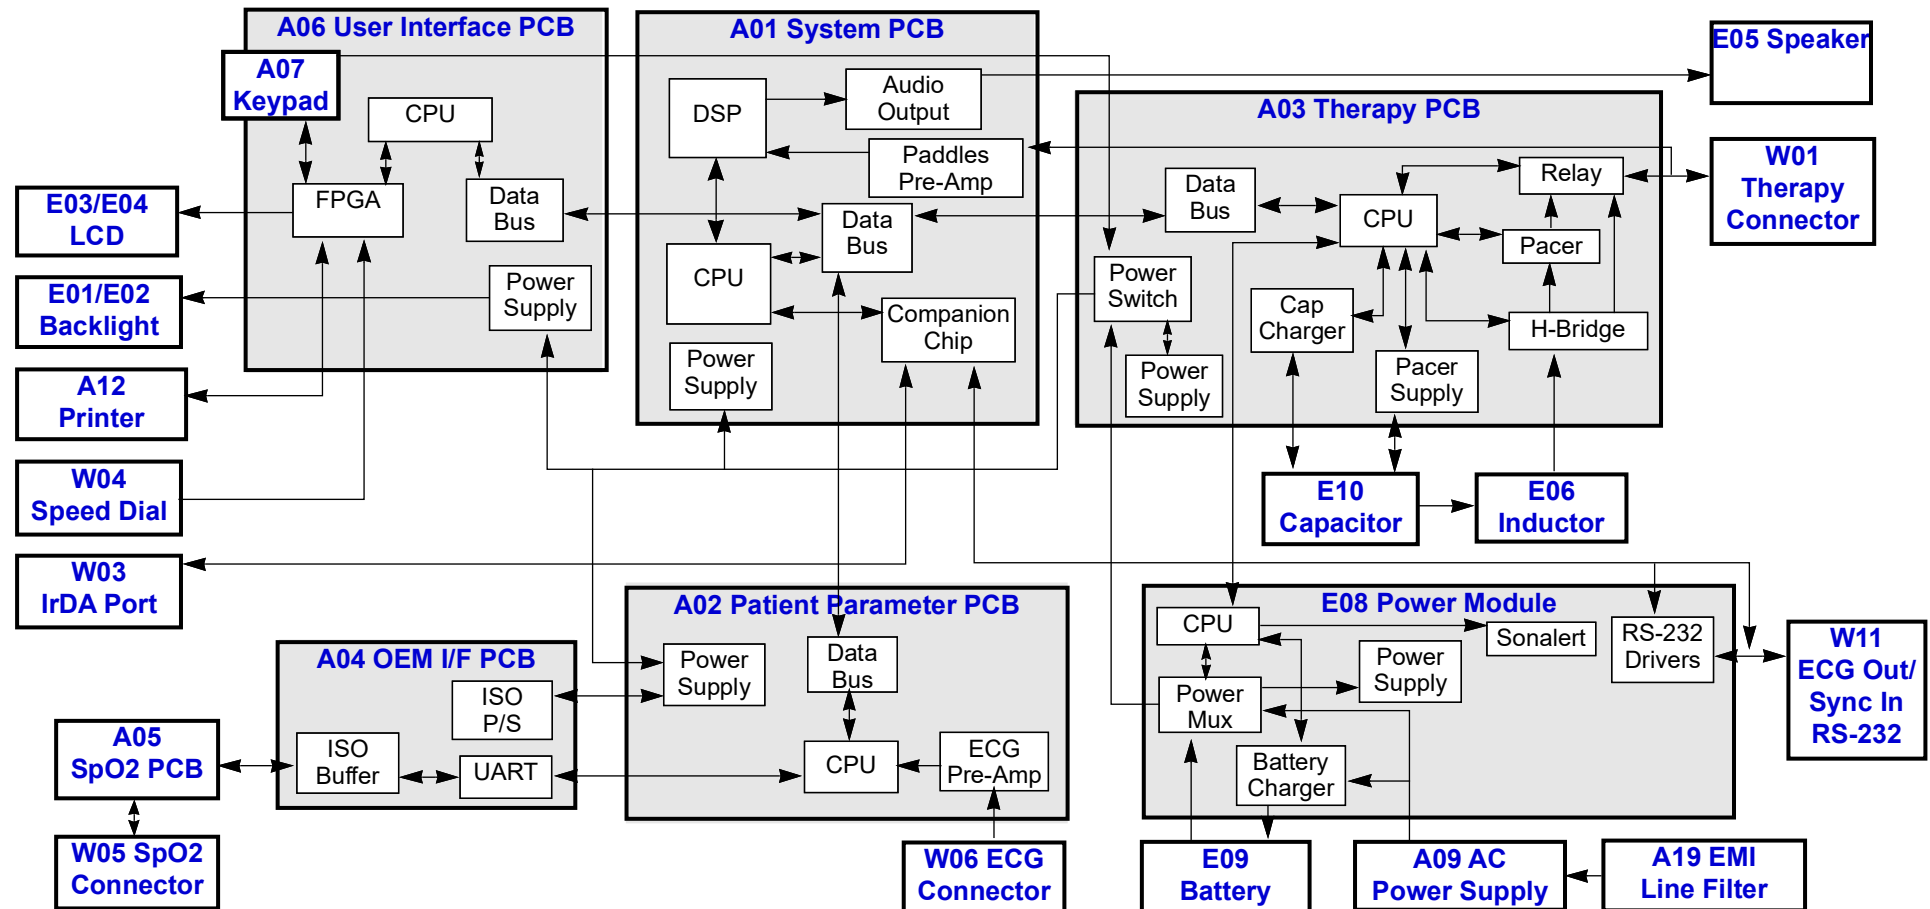 A06 User Interface PCB
A07
Keypad
CPU
FPGA
Data
Bus
Power
Supply
E03/E04
LCD
E01/E02
Backlight
A12
Printer
W04
Speed Dial
W03
IrDA Port
A01 System PCB
DSP
Audio
Output
Paddles
Pre-Amp
Data
Bus
CPU
Companion
Chip
Power
Supply
E05 Speaker
A03 Therapy PCB
Data
Bus
CPU
Relay
Pacer
Power
Switch
Cap
Charger
H-Bridge
Power
Supply
Pacer
Supply
W01
Therapy
Connector
E10
Capacitor
E06
Inductor
A02 Patient Parameter PCB
Power
Supply
Data
Bus
CPU
ECG
Pre-Amp
A04 OEM I/F PCB
ISO
P/S
ISO
Buffer
UART
A05
SpO2 PCB
W05 SpO2
Connector
W06 ECG
Connector
E08 Power Module
CPU
Sonalert
RS-232
Drivers
Power
Supply
Power
Mux
Battery
Charger
W11
ECG Out/
Sync In
RS-232
E09
Battery
A09 AC
Power Supply
A19 EMI
Line Filter